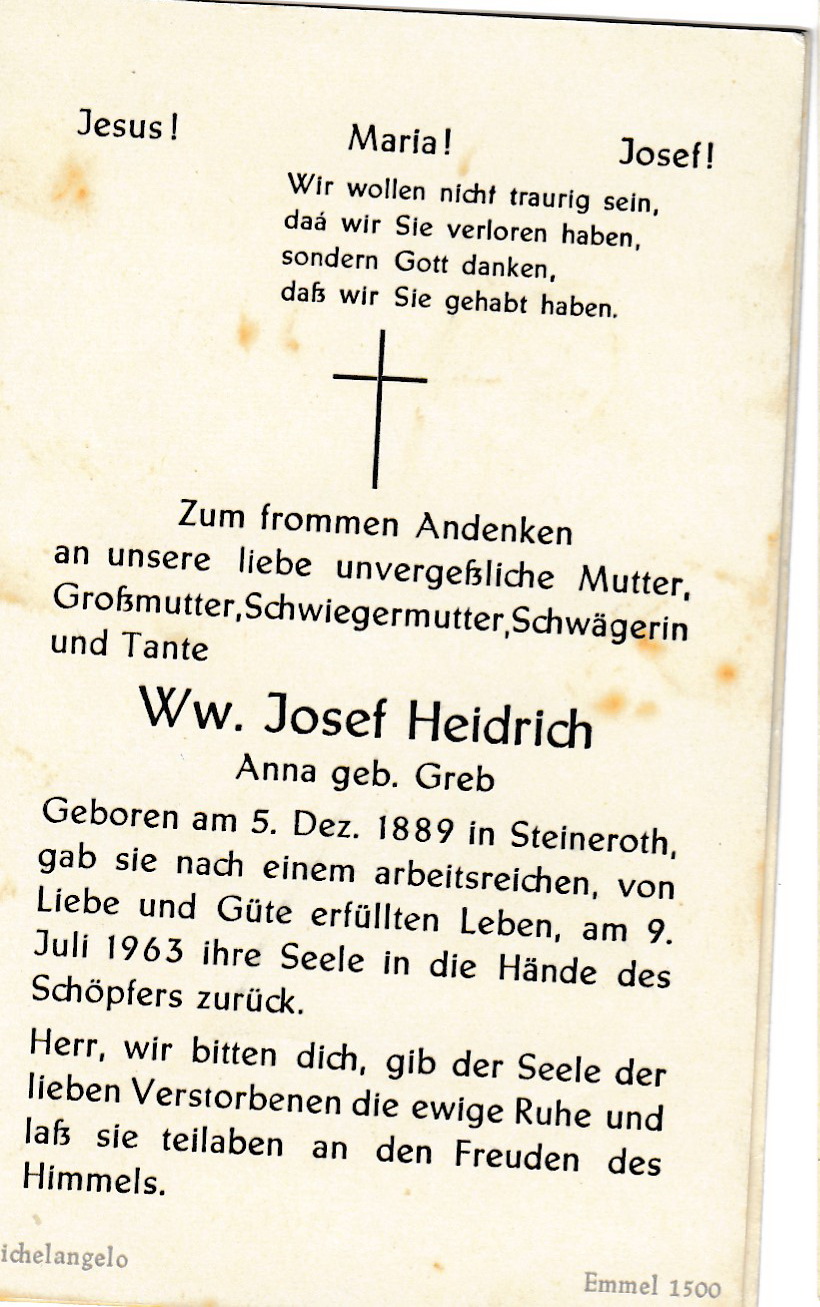 Jesus! Maria! Josef!
Wir wollen nicht traurig sein,
daá wir Sie verloren haben,
sondern Gott danken,
daß wir Sie gehabt haben.
Zum frommen Andenken
an unsere liebe unvergeßliche Mutter,
Großmutter,Schwiegermutter,Schwägerin
und Tante
Ww. Josef Heidrich
Anna geb. Greb
Geboren am 5. Dez. 1889 in Steineroth,
gab sie nach einem arbeitsreichen, von
Liebe und Güte erfüllten Leben, am 9.
Juli 1963 ihre Seele in die Hände des
Schöpfers zurück.
Herr, wir bitten dich, gib der Seele der
lieben Verstorbenen die ewige Ruhe und
laß sie teilaben an den Freuden des
Himmels.
ichelangelo
Emmel 1500